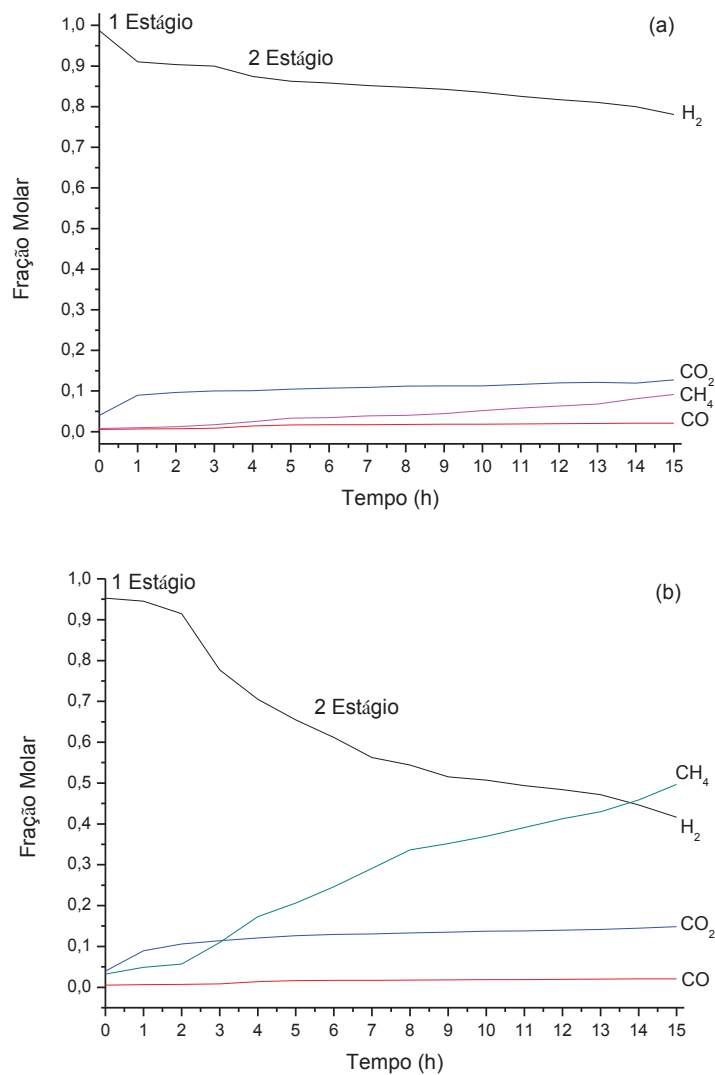 1 Estágio
(a)
2 Estágio
1,0
0,9
0,8
0,7
0,6
0,5
0,4
0,3
0,2
0,1
0,0
Fração Molar
H2
CO2
CH4
CO
0 1 2 3 4 5 6 7 8 9 10 11 12 13 14 15
Tempo (h)
1 Estágio
(b)
2 Estágio
1,0
0,9
0,8
0,7
0,6
0,5
0,4
0,3
0,2
0,1
0,0
Fração Molar
CH4
H2
CO2
CO
0 1 2 3 4 5 6 7 8 9 10 11 12 13 14 15
Tempo (h)